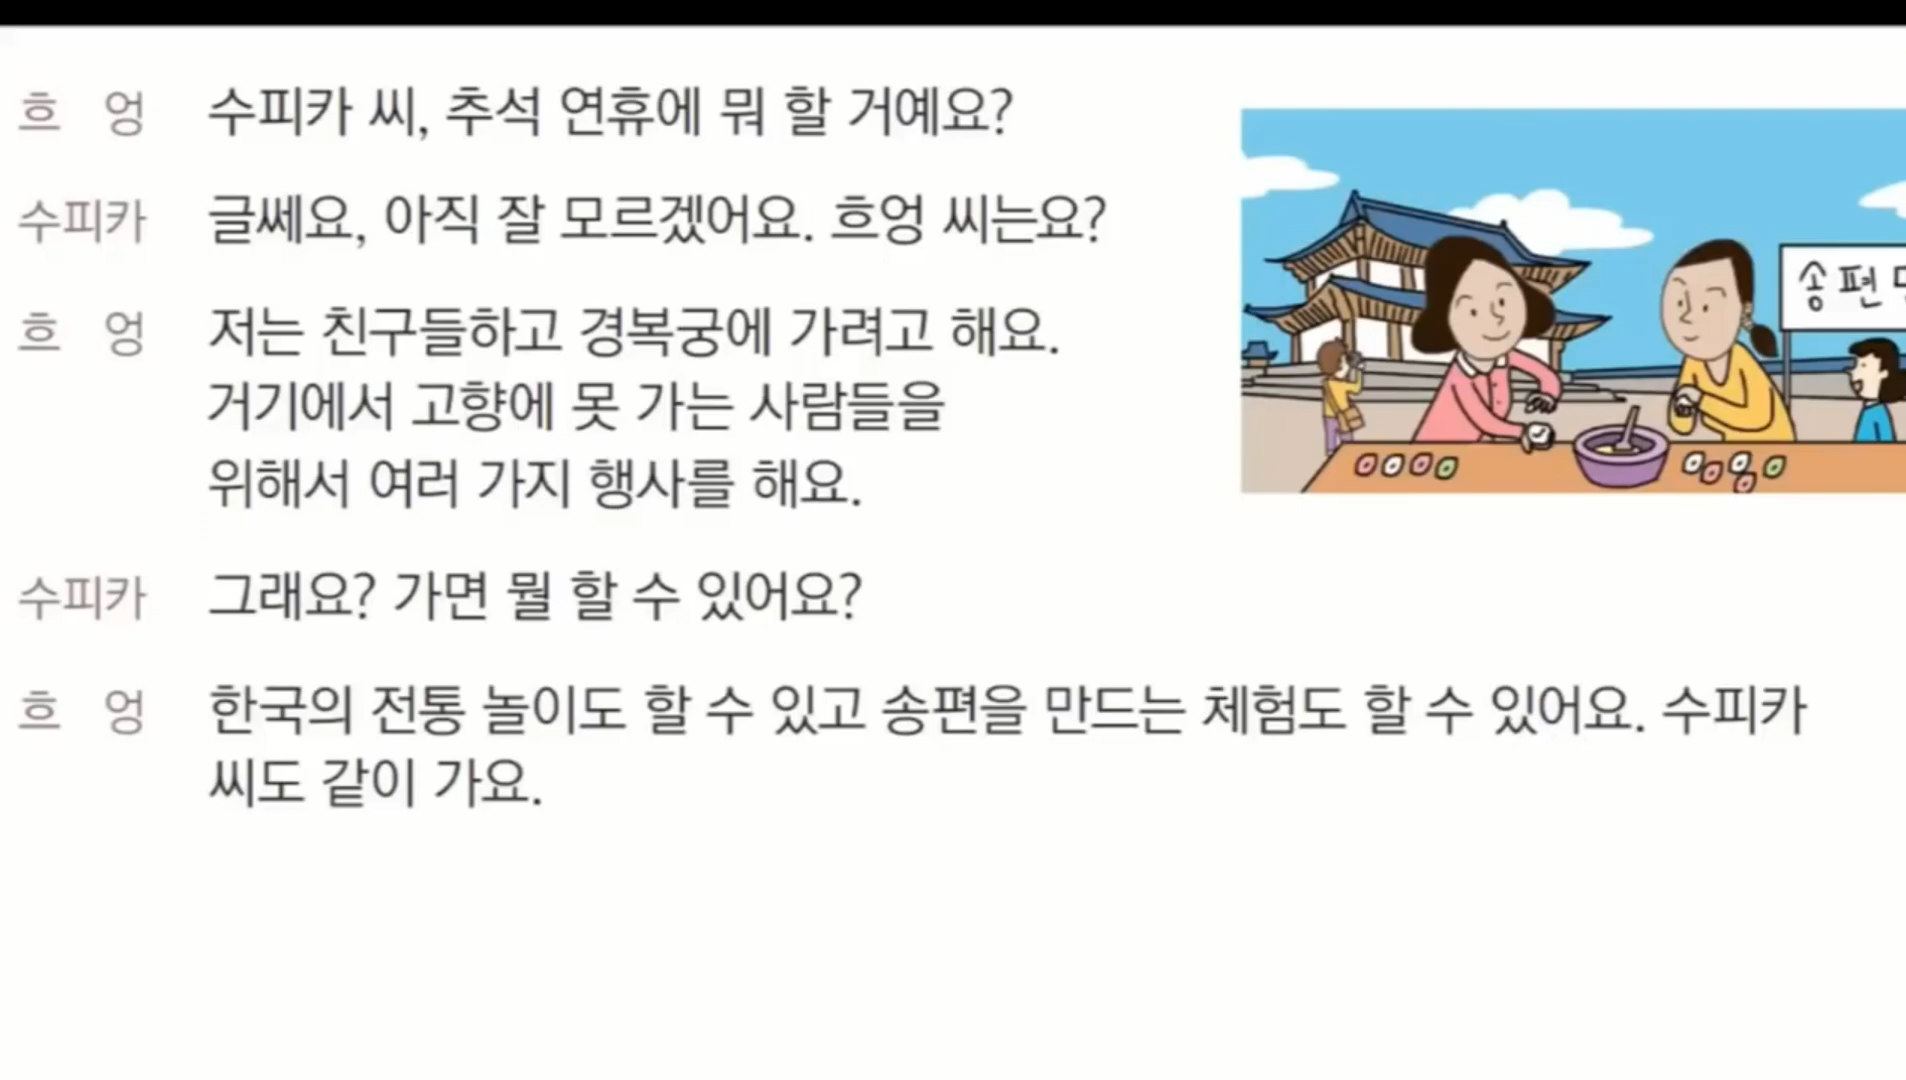 흐 엉 수피카 씨, 추석 연휴에 뭐 할 거예요?
수피카 글쎄요, 아직 잘 모르겠어요. 흐엉 씨는요?
흐 엉 저는 친구들하고 경복궁에 가려고 해요.
거기에서 고향에 못 가는 사람들을
위해서 여러 가지 행사를 해요.
송편
수피카 그래요? 가면 뭘 할 수 있어요?
흐 엉 한국의 전통 놀이도 할 수 있고 송편을 만드는 체험도 할 수 있어요. 수피카
씨도 같이 가요.